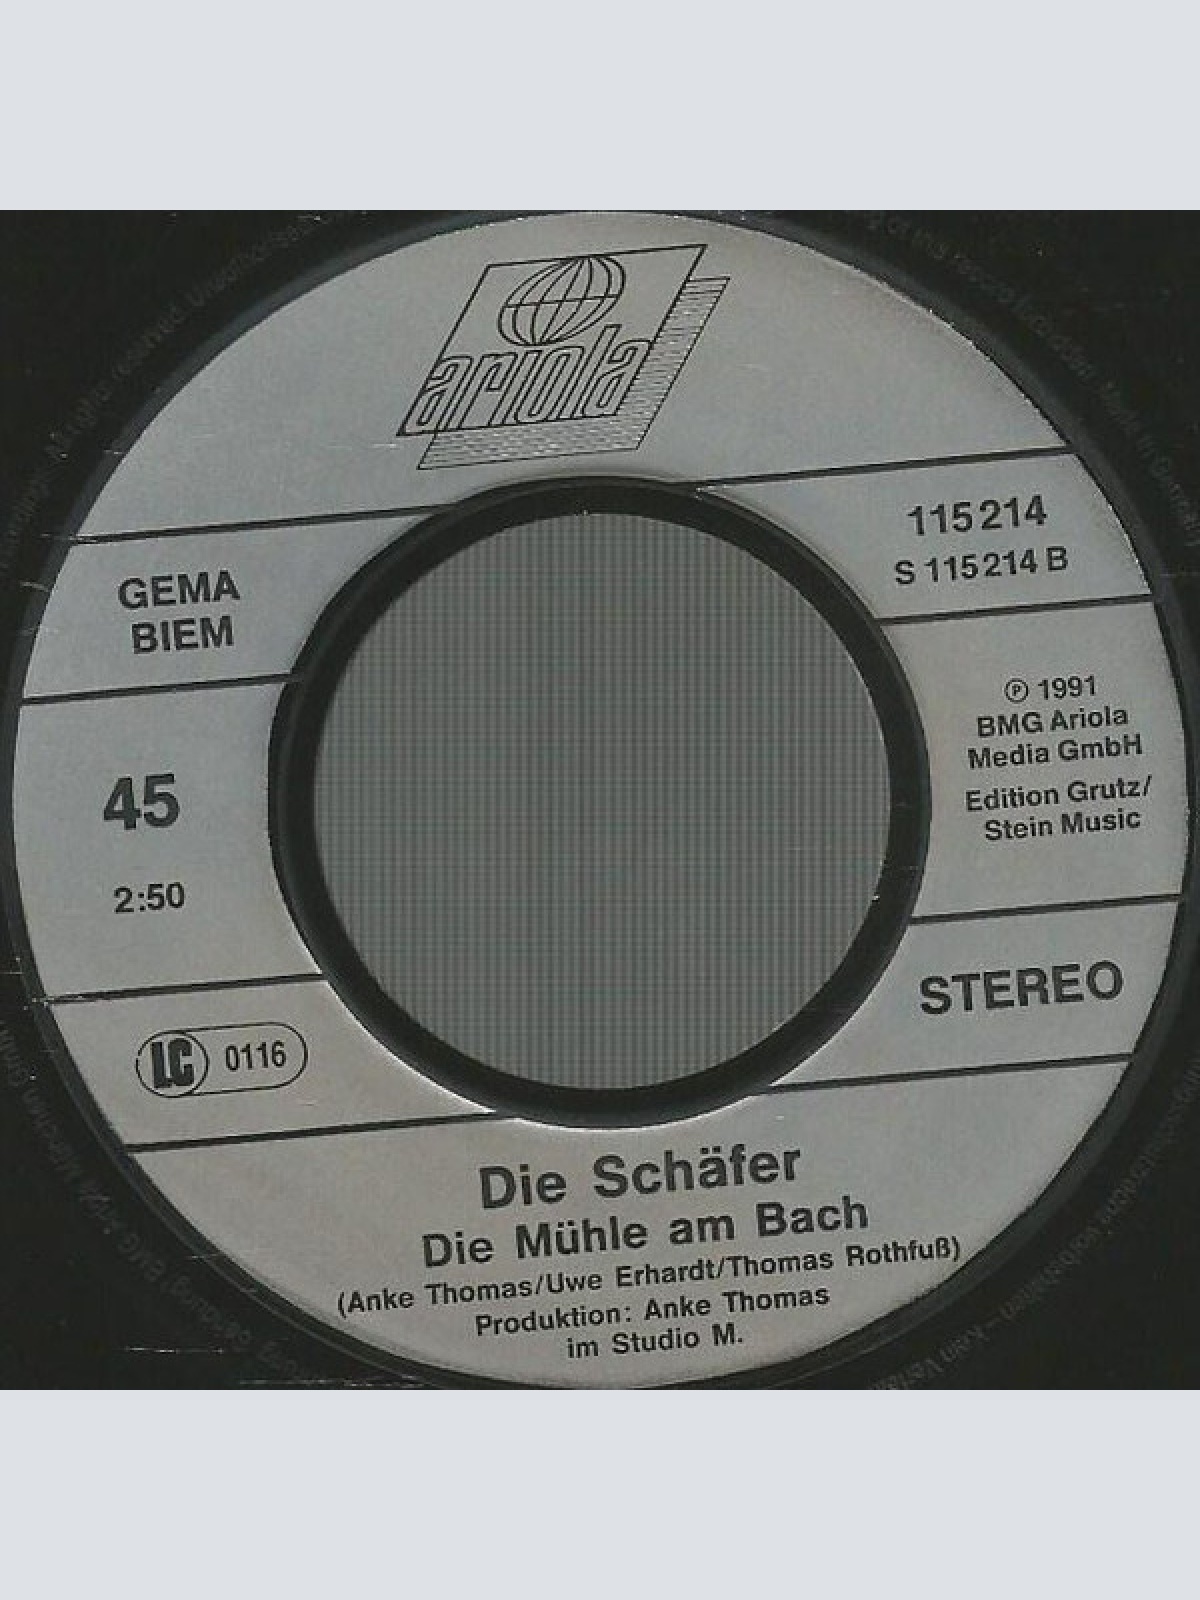 ariola
115 214
S 115 214 B
GEMA
BIEM
℗ 1991
BMG Ariola
Media GmbH
Edition Grutz/
Stein Music
45
2:50
STEREO
LC 0116
Die Schäfer
Die Mühle am Bach
(Anke Thomas/Uwe Erhardt/Thomas Rothfuß)
Produktion: Anke Thomas
im Studio M.